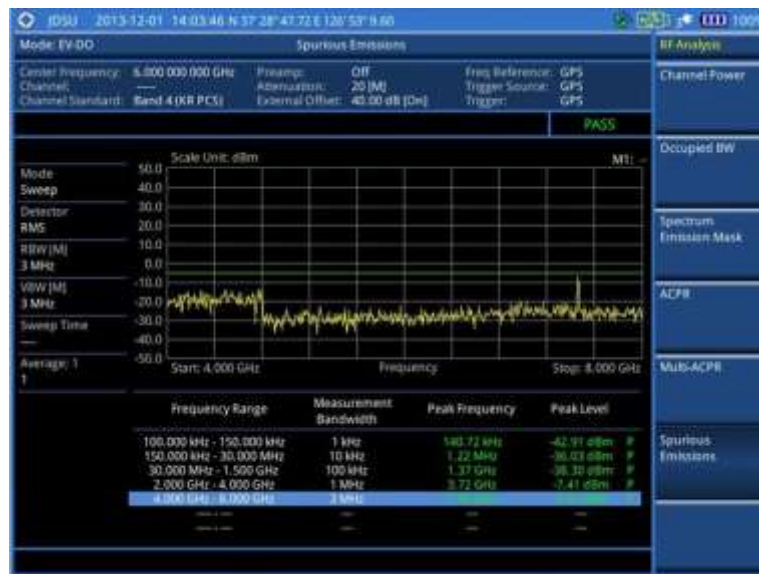 JDSU 2013-12-01 14:03:46 N 37° 28' 47.72 E 126° 53' 9.60 100%
Mode: EV-DO Spurious Emissions RF Analysis
Center Frequency: 6.000 000 000 GHz Preamp: Off Freq Reference: GPS
Channel: ---- Attenuation: 20 [M] Trigger Source: GPS
Channel Standard: Band 4 (KR PCS) External Offset: 40.00 dB [On] Trigger: GPS
PASS
Scale Unit: dBm M1: --
Mode
Sweep
Detector
RMS
RBW [M]
3 MHz
VBW [M]
3 MHz
Sweep Time
---
Average: 1
1
50.0
40.0
30.0
20.0
10.0
0.0
-10.0
-20.0
-30.0
-40.0
-50.0
Start: 4.000 GHz Frequency Stop: 8.000 GHz
Frequency Range Measurement Bandwidth Peak Frequency Peak Level
100.000 kHz - 150.000 kHz 1 kHz 140.72 kHz -42.91 dBm P
150.000 kHz - 30.000 MHz 10 kHz 1.22 MHz -36.03 dBm P
30.000 MHz - 1.500 GHz 100 kHz 1.37 GHz -38.30 dBm P
2.000 GHz - 4.000 GHz 1 MHz 3.72 GHz -7.41 dBm P
4.000 GHz - 8.000 GHz 3 MHz
---- - ---- --- --- ---
---- - ---- --- --- ---
Channel Power
Occupied BW
Spectrum
Emission Mask
ACPR
Multi-ACPR
Spurious
Emissions